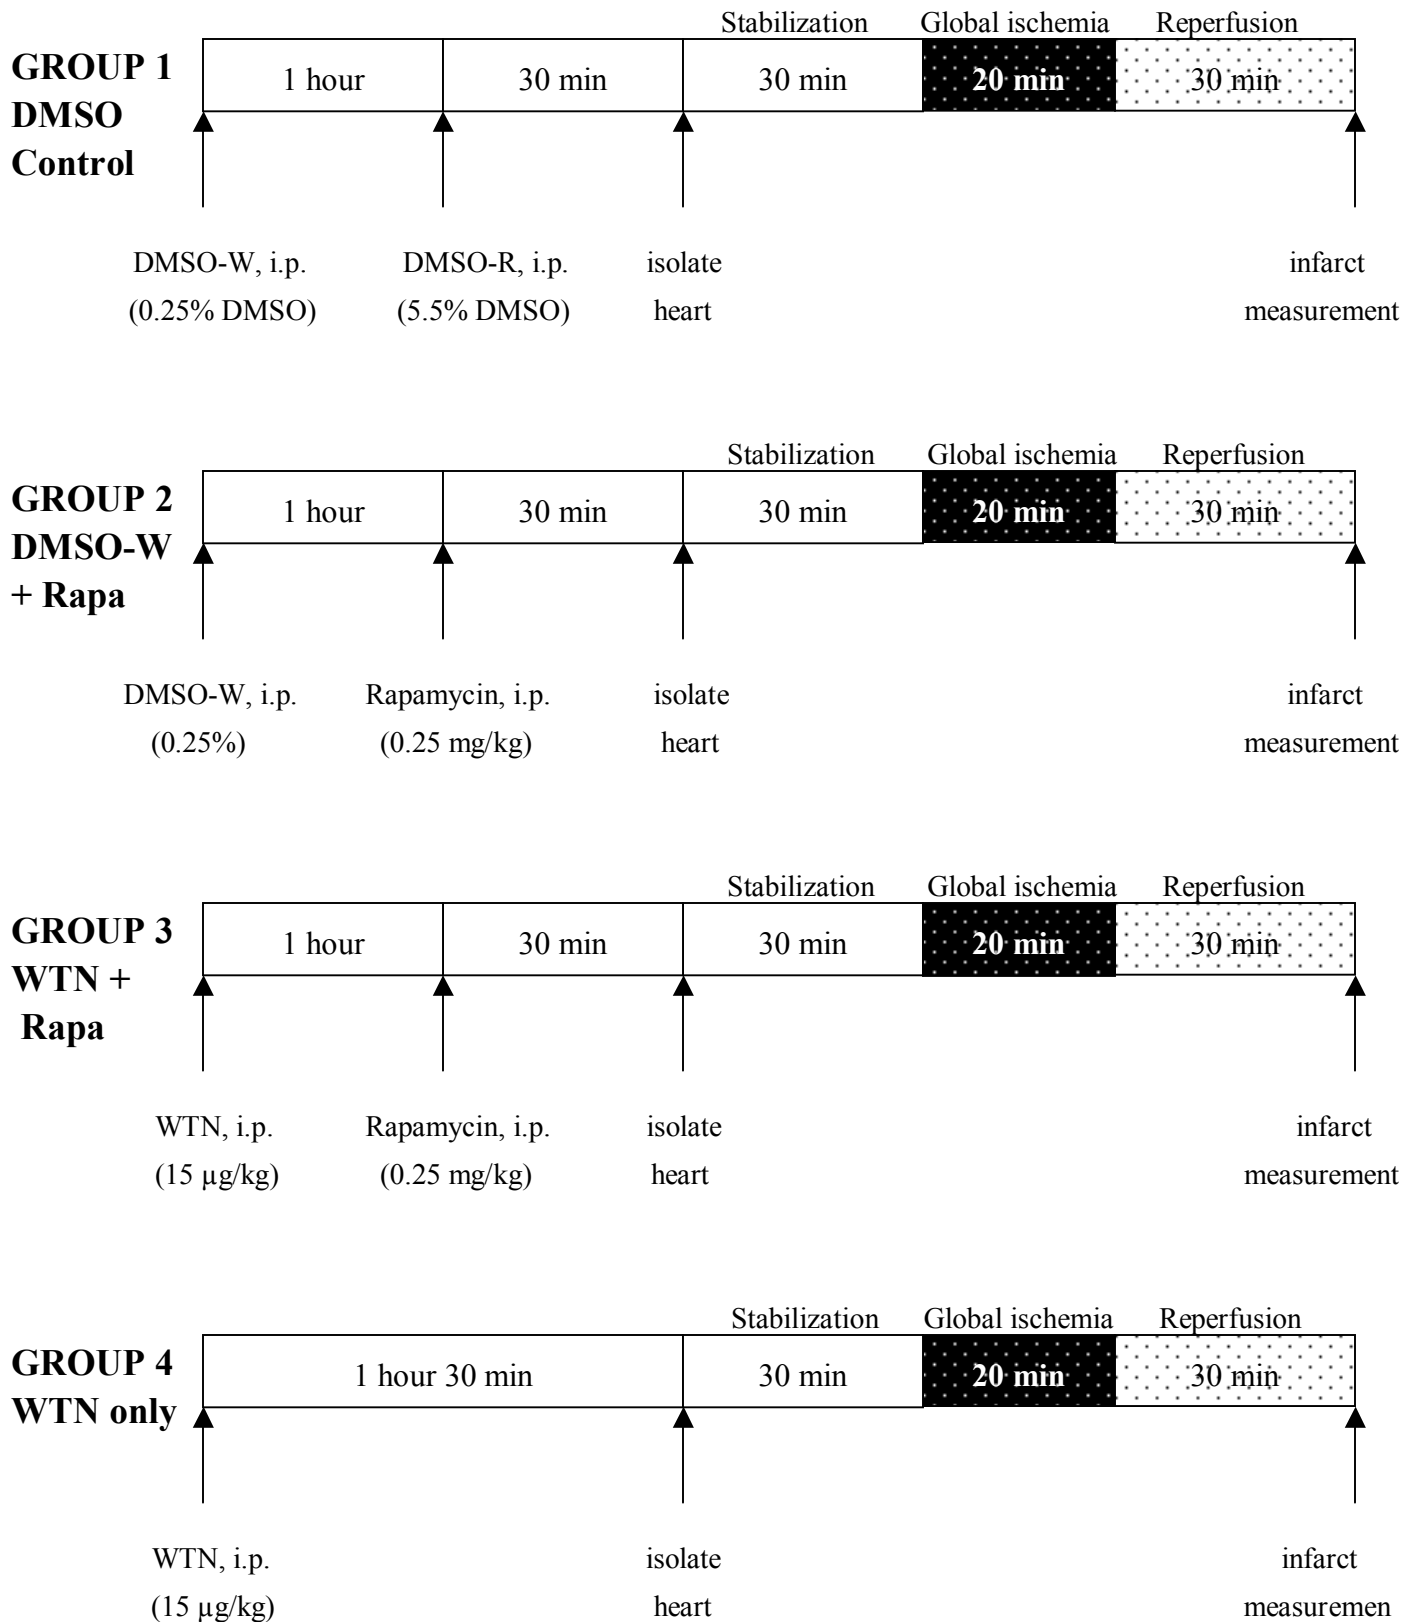 Stabilization Global ischemia Reperfusion
GROUP 1
DMSO
Control
1 hour 30 min 30 min 20 min 30 min
DMSO-W, i.p. DMSO-R, i.p. isolate infarct
(0.25% DMSO) (5.5% DMSO) heart measurement
Stabilization Global ischemia Reperfusion
GROUP 2
DMSO-W
+ Rapa
1 hour 30 min 30 min 20 min 30 min
DMSO-W, i.p. Rapamycin, i.p. isolate infarct
(0.25%) (0.25 mg/kg) heart measurement
Stabilization Global ischemia Reperfusion
GROUP 3
WTN +
Rapa
1 hour 30 min 30 min 20 min 30 min
WTN, i.p. Rapamycin, i.p. isolate infarct
(15 µg/kg) (0.25 mg/kg) heart measurement
Stabilization Global ischemia Reperfusion
GROUP 4
WTN only
1 hour 30 min 30 min 20 min 30 min
WTN, i.p. isolate infarct
(15 µg/kg) heart measuremen